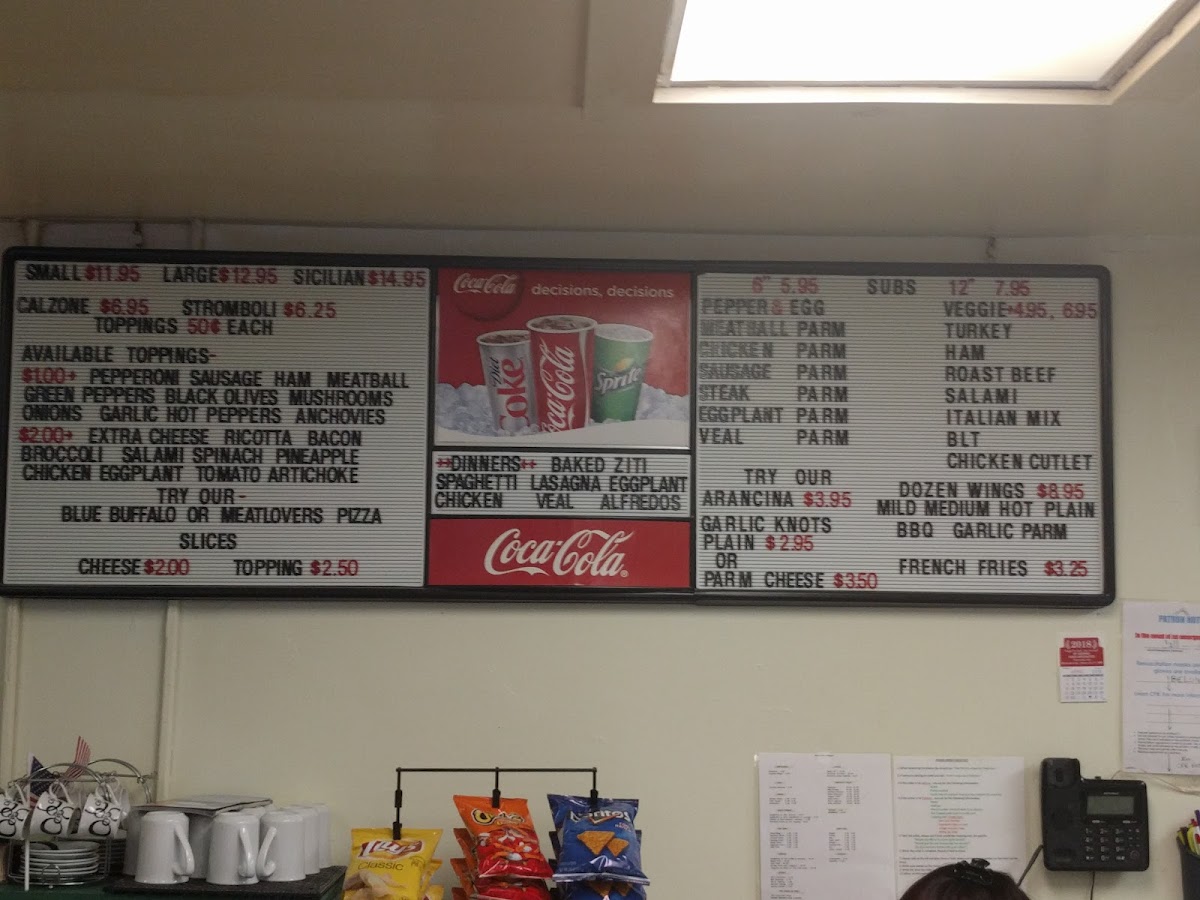 SMALL $11.95 LARGE $12.95 SICILIAN $14.95
CALZONE $6.95 STROMBOLI $6.25
TOPPINGS 50¢ EACH
AVAILABLE TOPPINGS-
$1.00+ PEPPERONI SAUSAGE HAM MEATBALL
GREEN PEPPERS BLACK OLIVES MUSHROOMS
ONIONS GARLIC HOT PEPPERS ANCHOVIES
$2.00+ EXTRA CHEESE RICOTTA BACON
BROCCOLI SALAMI SPINACH PINEAPPLE
CHICKEN EGGPLANT TOMATO ARTICHOKE
TRY OUR-
BLUE BUFFALO OR MEATLOVERS PIZZA
SLICES
CHEESE $2.00 TOPPING $2.50
Coca-Cola decisions, decisions
Diet Coke
Coca-Cola
Sprite
++DINNERS++ BAKED ZITI
SPAGHETTI LASAGNA EGGPLANT
CHICKEN VEAL ALFREDOS
Coca-Cola
6" 5.95 SUBS 12" 7.95
PEPPER & EGG
MEATBALL PARM
CHICKEN PARM
SAUSAGE PARM
STEAK PARM
EGGPLANT PARM
VEAL PARM
VEGGIE+4.95, 6.95
TURKEY
HAM
ROAST BEEF
SALAMI
ITALIAN MIX
BLT
CHICKEN CUTLET
TRY OUR
ARANCINA $3.95
GARLIC KNOTS
PLAIN $2.95
OR
PARM CHEESE $3.50
DOZEN WINGS $8.95
MILD MEDIUM HOT PLAIN
BBQ GARLIC PARM
FRENCH FRIES $3.25
2018
Lay's
Classic